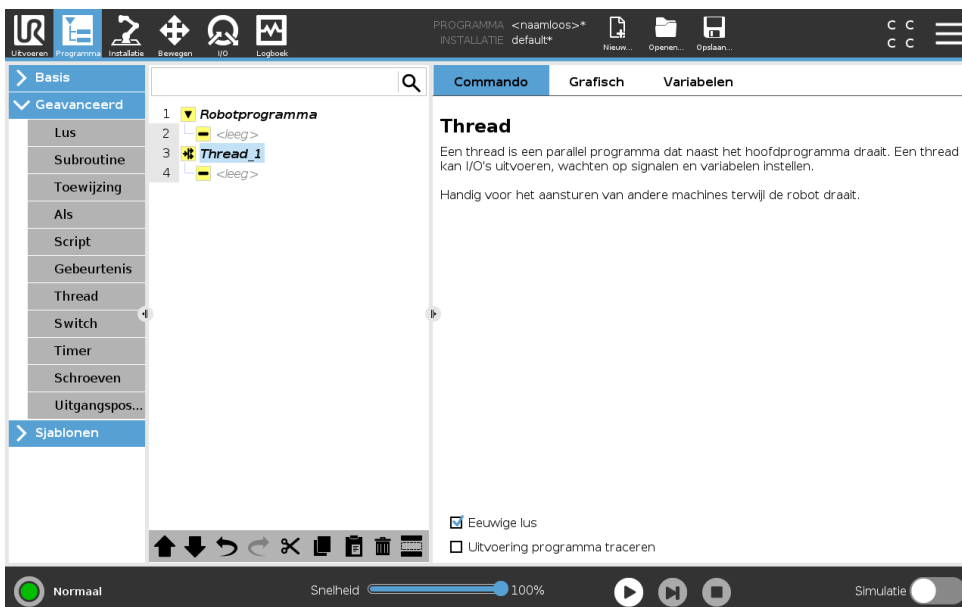 PROGRAMMA <naamloos>*
INSTALLATIE default*
Uitvoeren Programma Installatie Bewegen I/O Logboek Nieuw... Openen... Opslaan...
C C
C C
Basis
Geavanceerd
Lus
Subroutine
Toewijzing
Als
Script
Gebeurtenis
Thread
Switch
Timer
Schroeven
Uitgangspos...
Sjablonen
1 Robotprogramma
2 <leeg>
3 Thread_1
4 <leeg>
Commando Grafisch Variabelen
Thread
Een thread is een parallel programma dat naast het hoofdprogramma draait. Een thread
kan I/O's uitvoeren, wachten op signalen en variabelen instellen.
Handig voor het aansturen van andere machines terwijl de robot draait.
Eeuwige lus
Uitvoering programma traceren
Normaal Snelheid 100% Simulatie